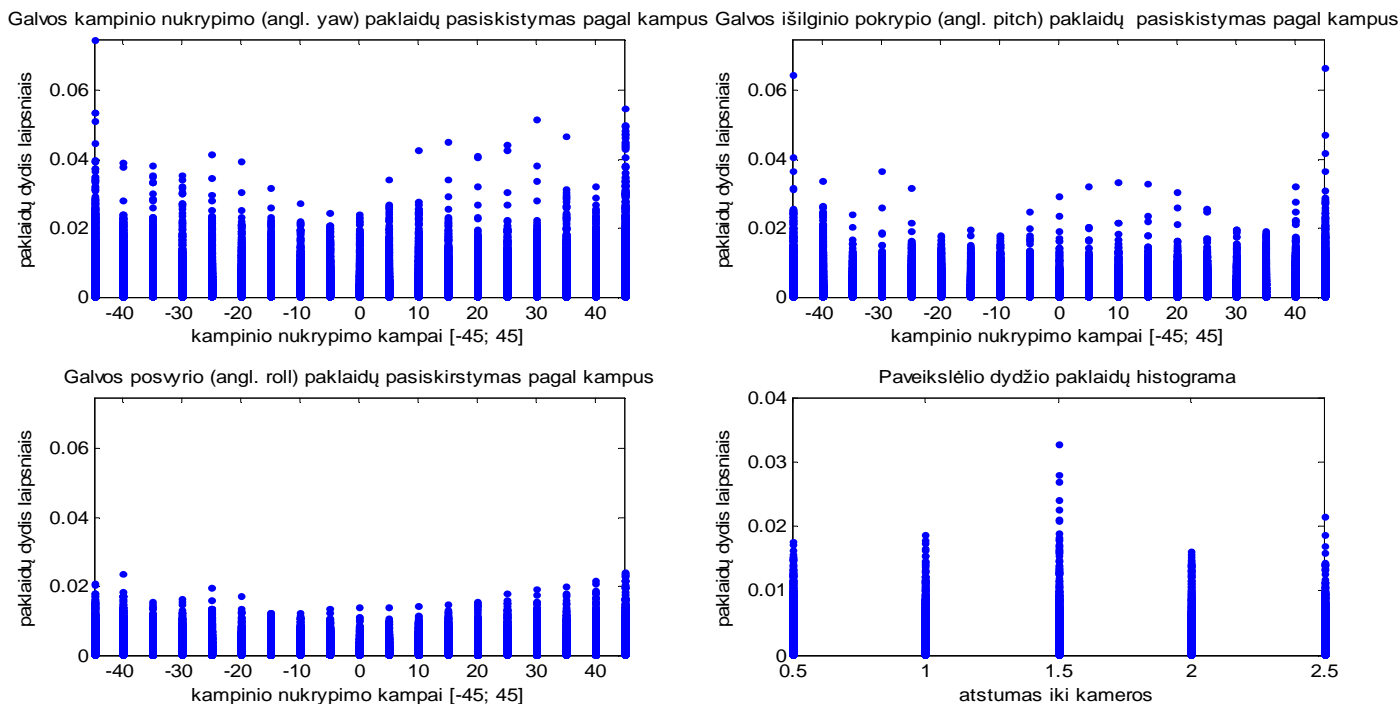 Galvos kampinio nukrypimo (angl. yaw) paklaidų pasiskistymas pagal kampus
0.06
0.04
0.02
0
-40 -30 -20 -10 0 10 20 30 40
paklaidų dydis laipsniais
kampinio nukrypimo kampai [-45; 45]
Galvos išilginio pokrypio (angl. pitch) paklaidų pasiskistymas pagal kampus
0.06
0.04
0.02
0
-40 -30 -20 -10 0 10 20 30 40
paklaidų dydis laipsniais
kampinio nukrypimo kampai [-45; 45]
Galvos posvyrio (angl. roll) paklaidų pasiskirstymas pagal kampus
0.06
0.04
0.02
0
-40 -30 -20 -10 0 10 20 30 40
paklaidų dydis laipsniais
kampinio nukrypimo kampai [-45; 45]
Paveikslėlio dydžio paklaidų histograma
0.04
0.03
0.02
0.01
0
0.5 1 1.5 2 2.5
paklaidų dydis laipsniais
atstumas iki kameros